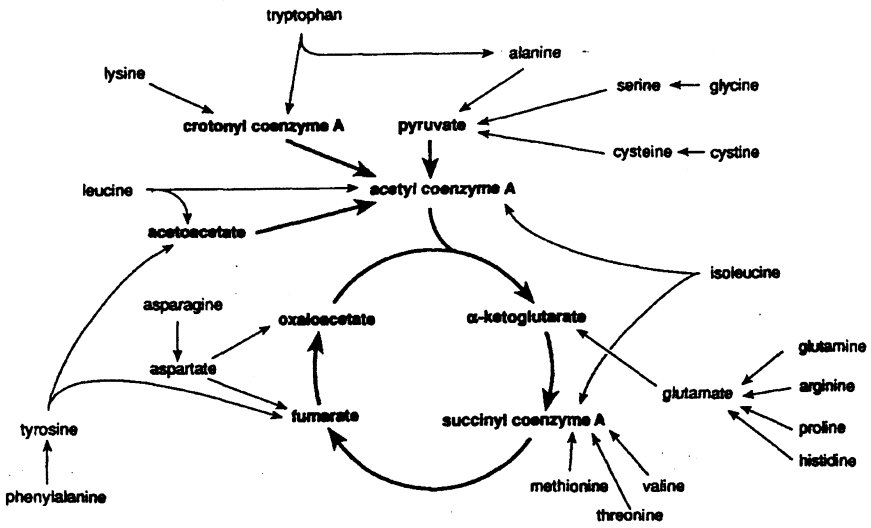 tryptophan
alanine
lysine
serine
glycine
crotonyl coenzyme A
pyruvate
cysteine
cystine
leucine
acetyl coenzyme A
acetoacetate
isoleucine
asparagine
oxaloacetate
α-ketoglutarate
glutamine
aspartate
arginine
glutamate
fumarate
succinyl coenzyme A
tyrosine
proline
histidine
methionine
valine
phenylalanine
threonine